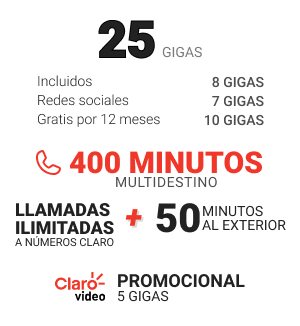 25 GIGAS
Incluidos 8 GIGAS
Redes sociales 7 GIGAS
Gratis por 12 meses 10 GIGAS
400 MINUTOS
MULTIDESTINO
LLAMADAS
ILIMITADAS
A NÚMEROS CLARO
+
50 MINUTOS
AL EXTERIOR
Claro
video
PROMOCIONAL
5 GIGAS